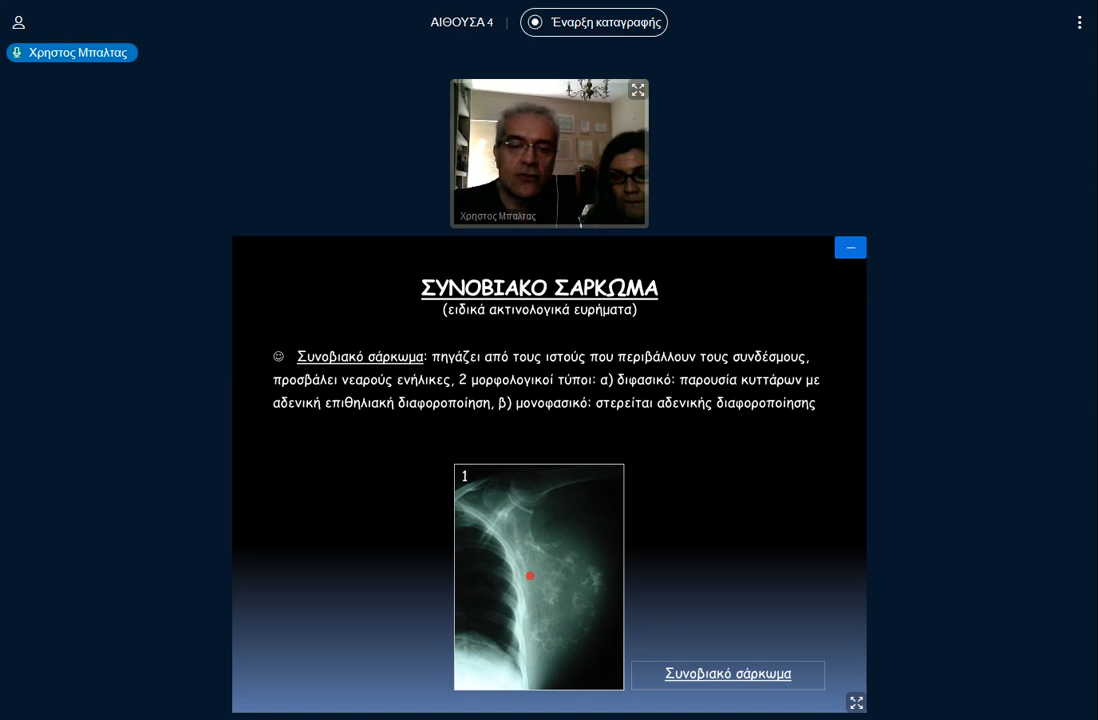 ΑΙΘΟΥΣΑ 4 | Έναρξη καταγραφής
Χρηστος Μπαλτας
Χρηστος Μπαλτας
ΣΥΝΟΒΙΑΚΟ ΣΑΡΚΩΜΑ
(ειδικά ακτινολογικά ευρήματα)
☺ Συνοβιακό σάρκωμα: πηγάζει από τους ιστούς που περιβάλλουν τους συνδέσμους,
προσβάλει νεαρούς ενήλικες, 2 μορφολογικοί τύποι: α) διφασικό: παρουσία κυττάρων με
αδενική επιθηλιακή διαφοροποίηση, β) μονοφασικό: στερείται αδενικής διαφοροποίησης
1
Συνοβιακό σάρκωμα